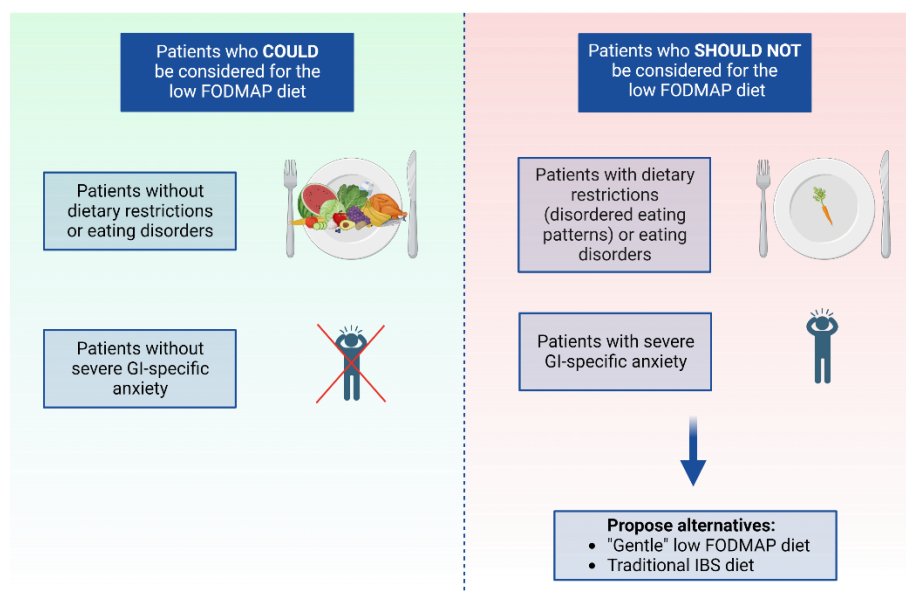 Patients who COULD
be considered for the
low FODMAP diet
Patients without
dietary restrictions
or eating disorders
Patients without
severe GI-specific
anxiety
Patients who SHOULD NOT
be considered for the
low FODMAP diet
Patients with dietary
restrictions
(disordered eating
patterns) or eating
disorders
Patients with severe
GI-specific anxiety
Propose alternatives:
• "Gentle" low FODMAP diet
• Traditional IBS diet